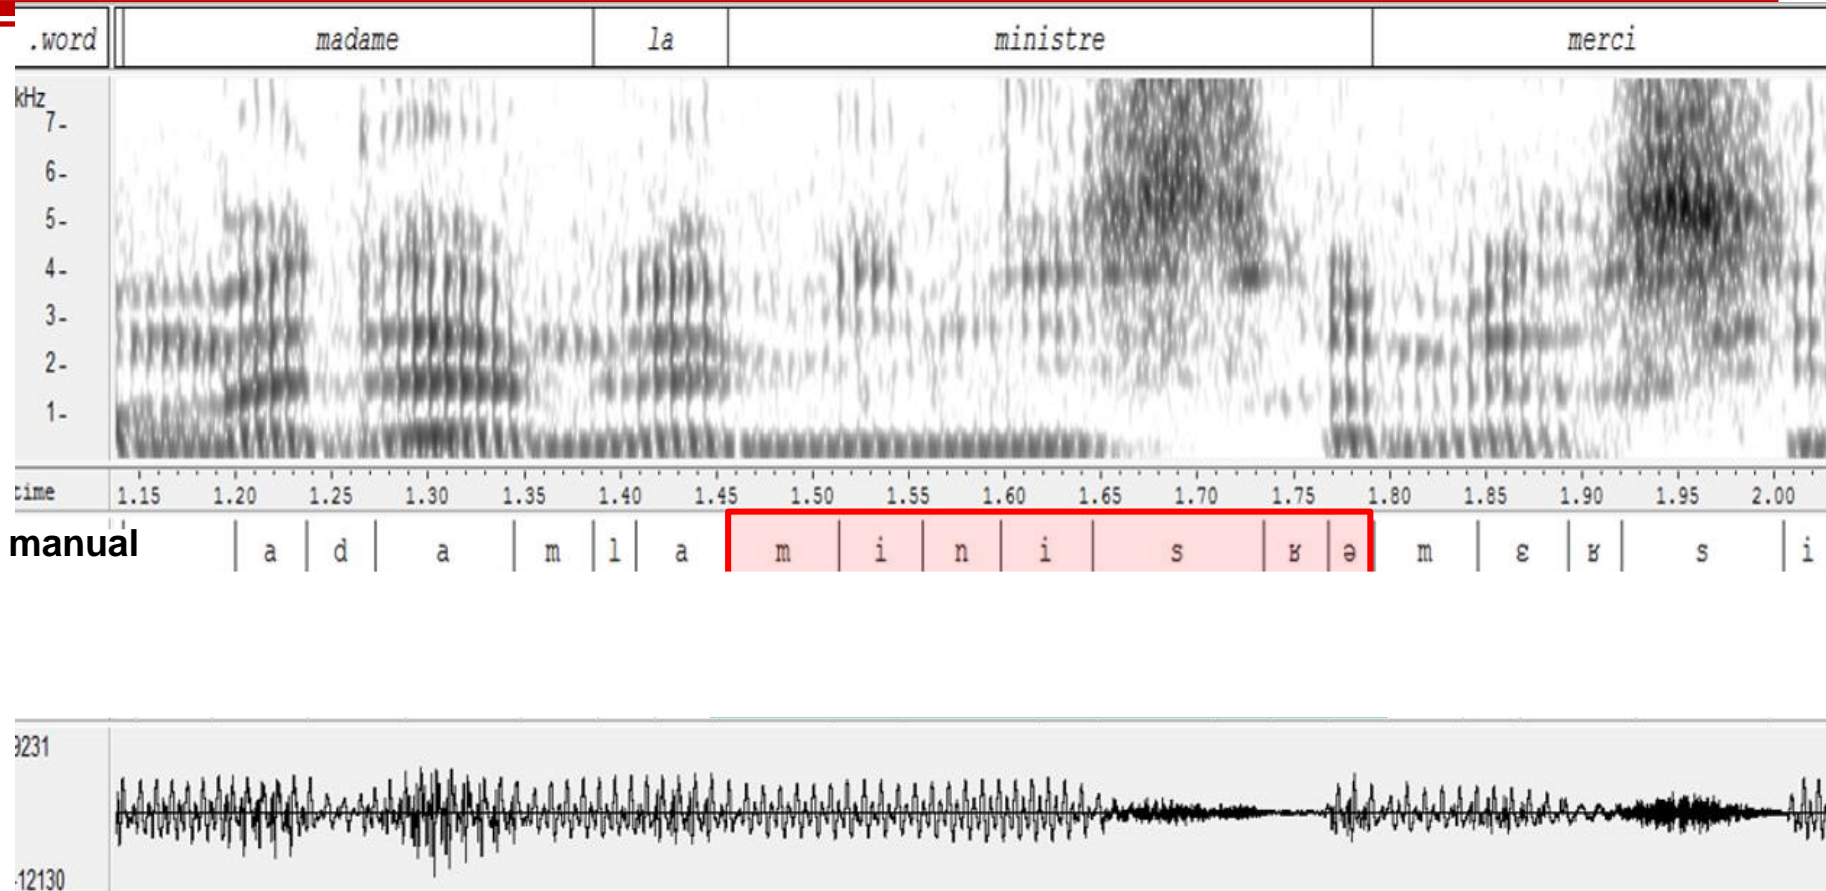 .word madame la ministre merci
kHz
7-
6-
5-
4-
3-
2-
1-
time 1.15 1.20 1.25 1.30 1.35 1.40 1.45 1.50 1.55 1.60 1.65 1.70 1.75 1.80 1.85 1.90 1.95 2.00
manual a d a m l a m i n i s ʁ ə m ɛ ʁ s i
9231
-12130